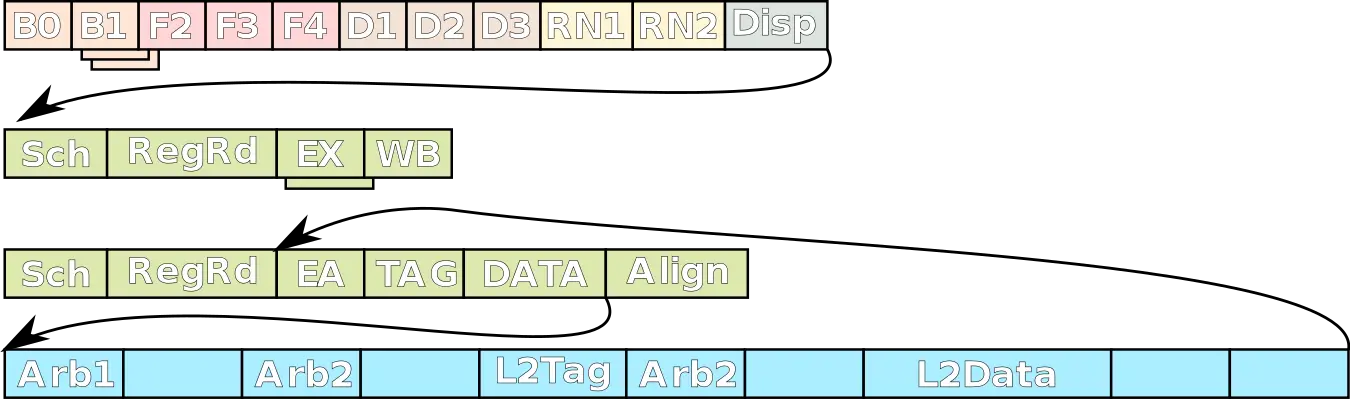 B0 B1 F2 F3 F4 D1 D2 D3 RN1 RN2 Disp
Sch RegRd EX WB
Sch RegRd EA TAG DATA Align
Arb1 Arb2 L2Tag Arb2 L2Data